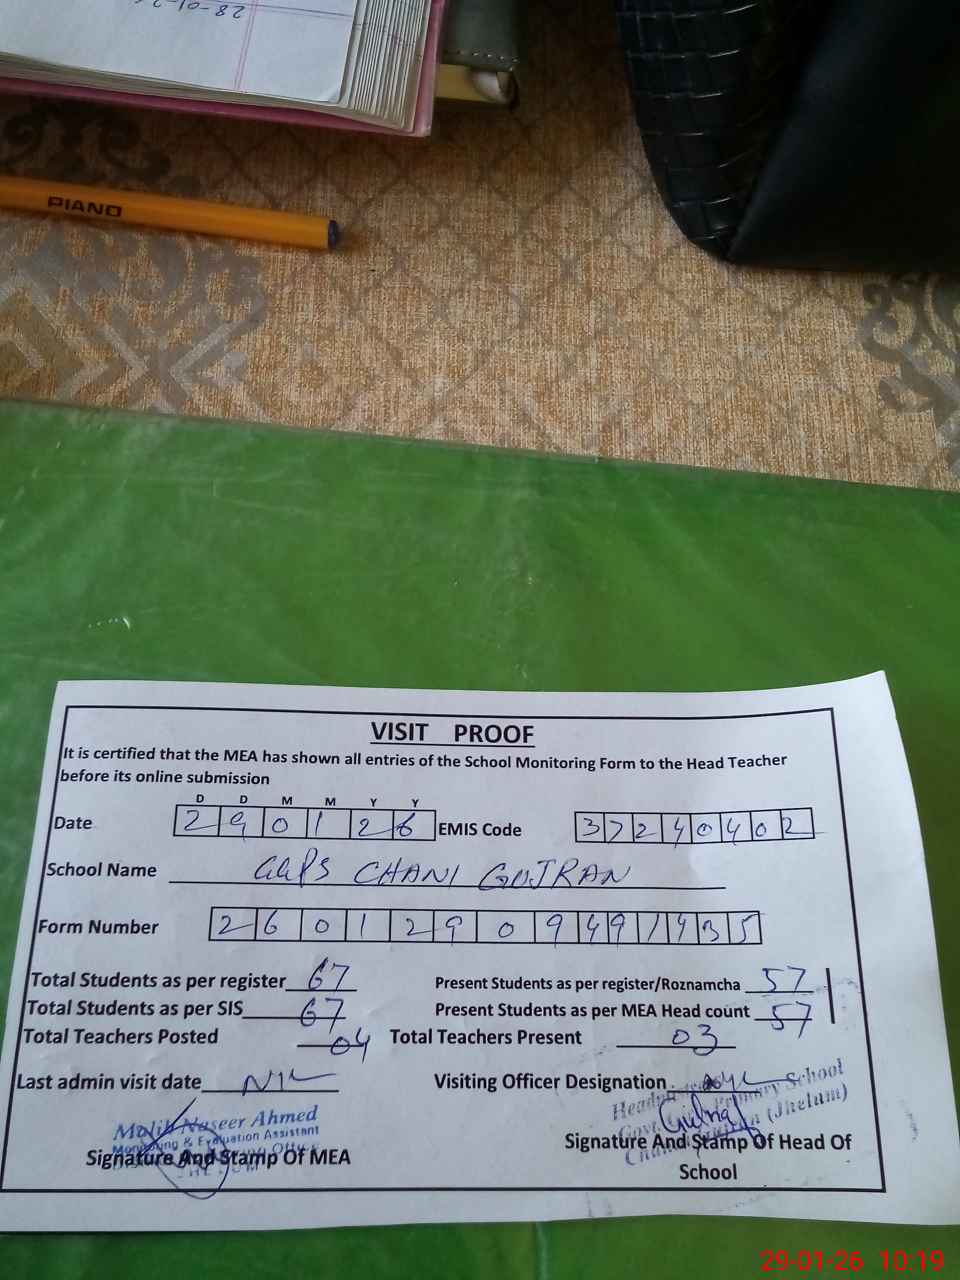 28-01-2
PIANO
VISIT PROOF
It is certified that the MEA has shown all entries of the School Monitoring Form to the Head Teacher
before its online submission
D D M M Y Y
Date 2 9 0 1 2 6 EMIS Code 3 7 2 4 0 4 0 2
School Name GGPS CHANI GUJRAN
Form Number 2 6 0 1 2 9 0 9 4 9 1 4 3 5
Total Students as per register 67 Present Students as per register/Roznamcha 57
Total Students as per SIS 67 Present Students as per MEA Head count 57
Total Teachers Posted 04 Total Teachers Present 03
Last admin visit date Nil Visiting Officer Designation
Malik Naseer Ahmed
Monitoring & Evaluation Assistant
Primary School
(Jhelum)
Signature And Stamp Of MEA Signature And Stamp Of Head Of
School
29-01-26 10:19